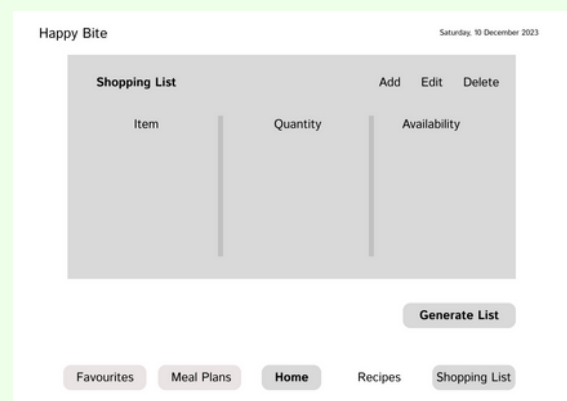 Happy Bite
Saturday, 10 December 2023
Shopping List
Add Edit Delete
Item Quantity Availability
Generate List
Favourites Meal Plans Home Recipes Shopping List